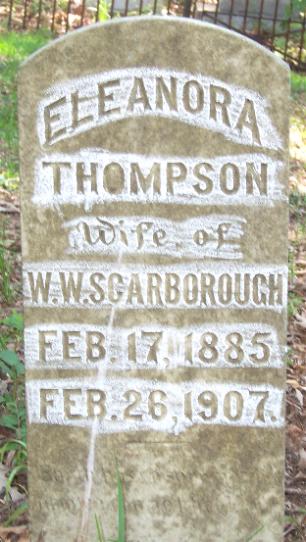 ELEANORA
THOMPSON
Wife of
W.W.SCARBOROUGH
FEB. 17, 1885
FEB. 26, 1907.